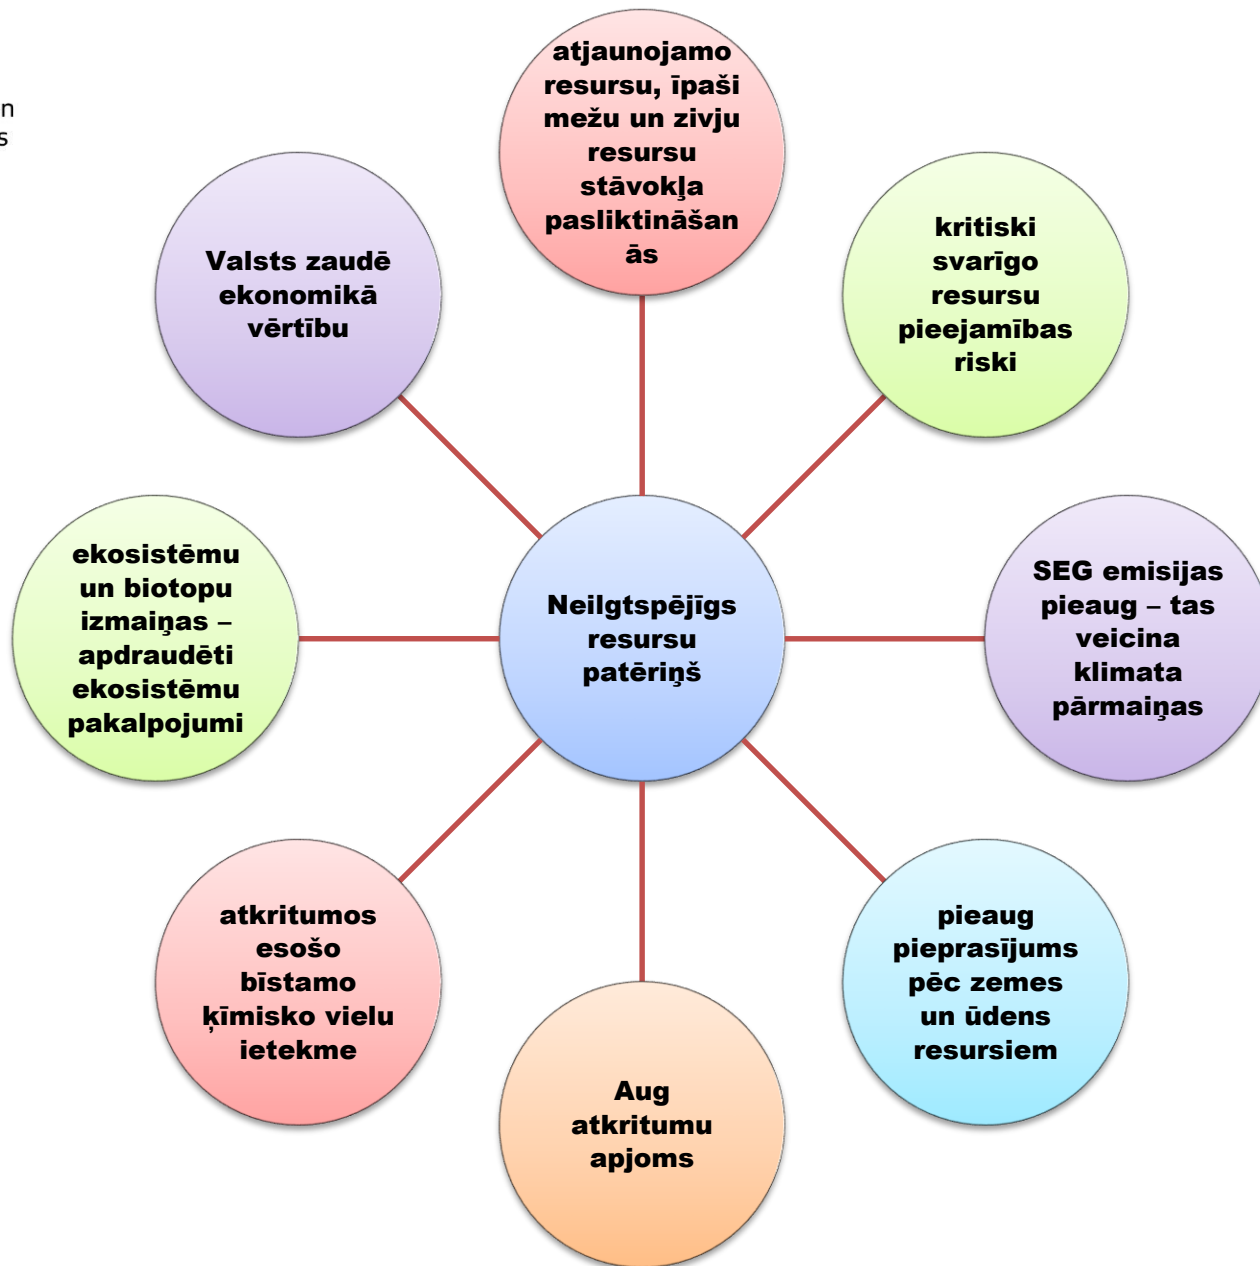 n
s
atjaunojamo
resursu, īpaši
mežu un zivju
resursu
stāvokļa
pasliktināšan
ās
kritiski
svarīgo
resursu
pieejamības
riski
SEG emisijas
pieaug – tas
veicina
klimata
pārmaiņas
pieaug
pieprasījums
pēc zemes
un ūdens
resursiem
Aug
atkritumu
apjoms
atkritumos
esošo
bīstamo
ķīmisko vielu
ietekme
ekosistēmu
un biotopu
izmaiņas –
apdraudēti
ekosistēmu
pakalpojumi
Valsts zaudē
ekonomikā
vērtību
Neilgtspējīgs
resursu
patēriņš